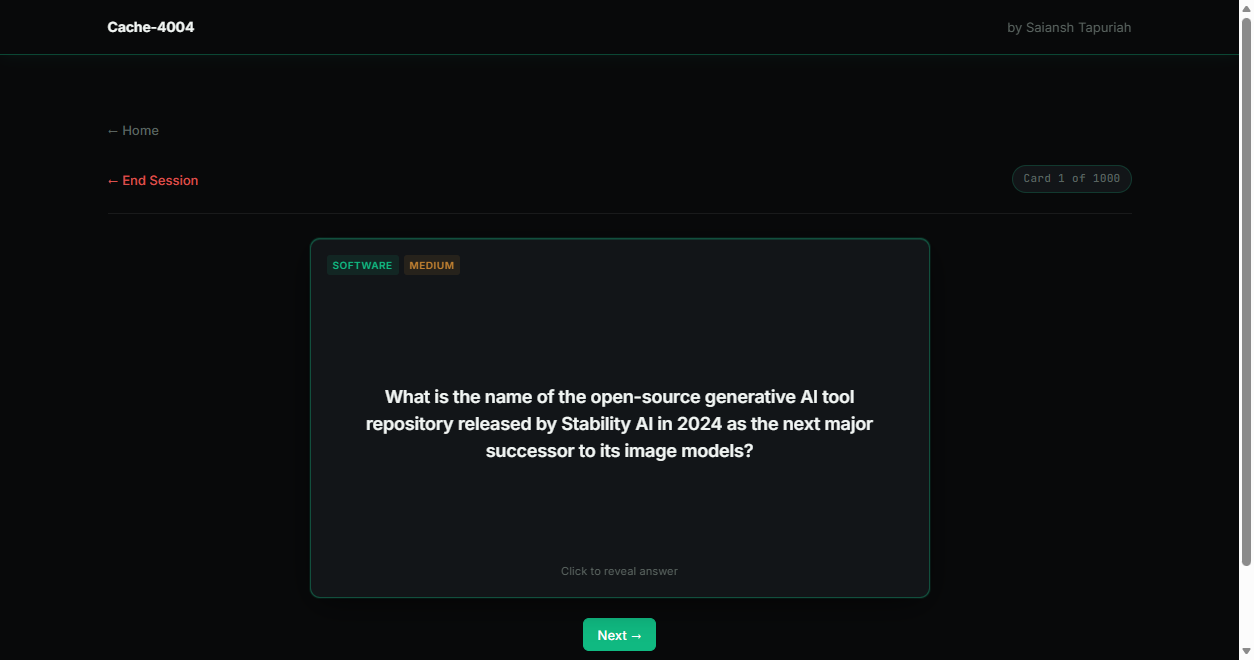 Cache-4004
by Saiansh Tapuriah
← Home
← End Session
Card 1 of 1000
SOFTWARE
MEDIUM
What is the name of the open-source generative AI tool
repository released by Stability AI in 2024 as the next major
successor to its image models?
Click to reveal answer
Next →